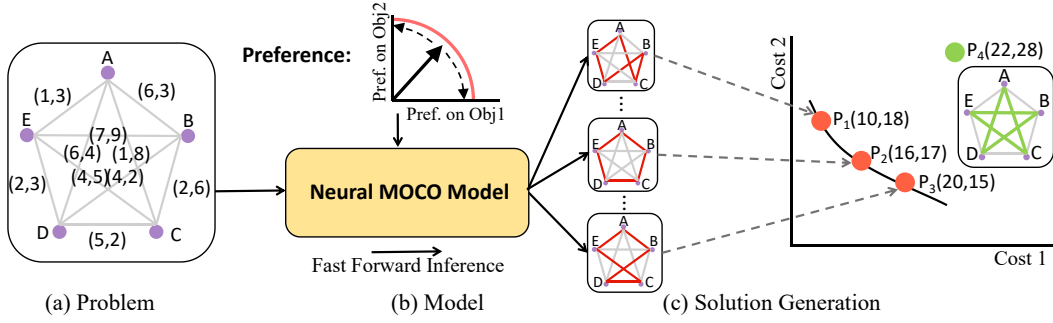 A
(1,3)
(6,3)
E
B
(7,9)
(6,4)
(1,8)
(2,3)
(4,5)
(4,2)
(2,6)
D
C
(5,2)
(a) Problem
Preference:
Pref. on Obj2
Pref. on Obj1
Neural MOCO Model
Fast Forward Inference
(b) Model
A
E
B
D
C
A
E
B
D
C
A
E
B
D
C
(c) Solution Generation
Cost 2
P4(22,28)
A
E
B
D
C
P1(10,18)
P2(16,17)
P3(20,15)
Cost 1